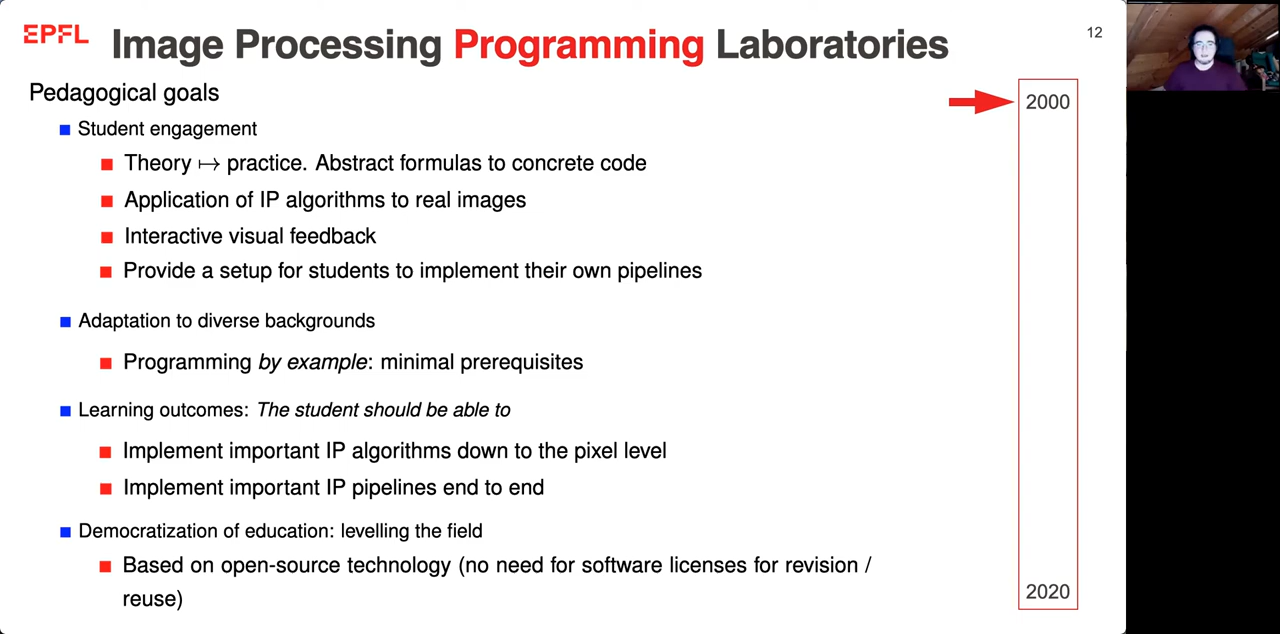 EPFL
Image Processing Programming Laboratories
12
Pedagogical goals
2000
Student engagement
Theory ↦ practice. Abstract formulas to concrete code
Application of IP algorithms to real images
Interactive visual feedback
Provide a setup for students to implement their own pipelines
Adaptation to diverse backgrounds
Programming by example: minimal prerequisites
Learning outcomes: The student should be able to
Implement important IP algorithms down to the pixel level
Implement important IP pipelines end to end
Democratization of education: levelling the field
Based on open-source technology (no need for software licenses for revision /
reuse)
2020